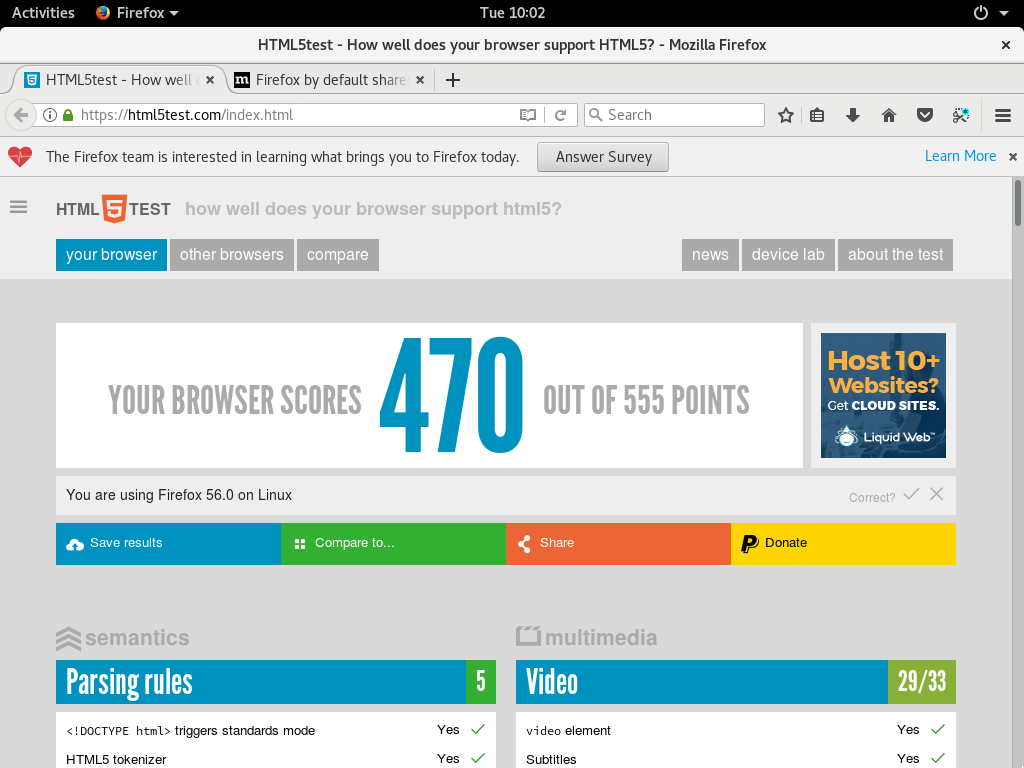 Activities Firefox Tue 10:02
HTML5test - How well does your browser support HTML5? - Mozilla Firefox
HTML5test - How well Firefox by default share
https://html5test.com/index.html Search
The Firefox team is interested in learning what brings you to Firefox today. Answer Survey Learn More
HTML 5 TEST how well does your browser support html5?
your browser other browsers compare news device lab about the test
YOUR BROWSER SCORES 470 OUT OF 555 POINTS
Host 10+
Websites?
Get CLOUD SITES.
Liquid Web™
You are using Firefox 56.0 on Linux Correct?
Save results Compare to... Share Donate
semantics multimedia
Parsing rules 5 Video 29/33
<!DOCTYPE html> triggers standards mode Yes video element Yes
HTML5 tokenizer Yes Subtitles Yes